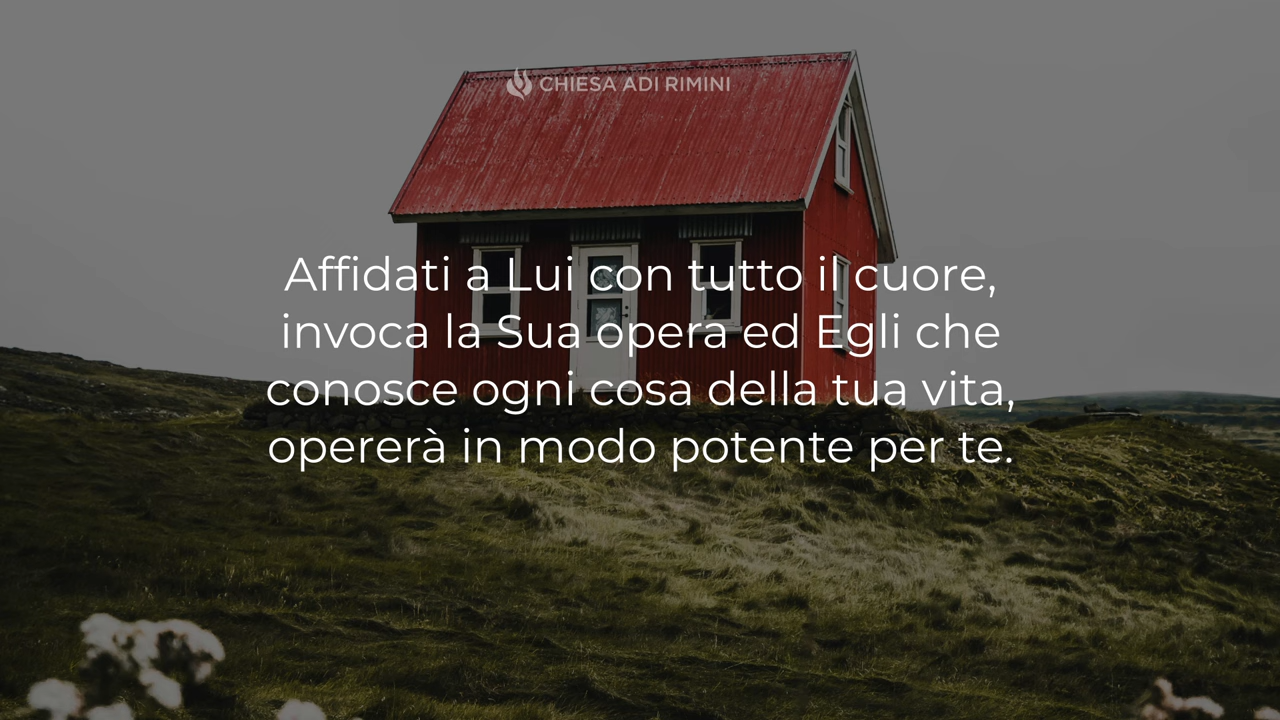 CHIESA ADI RIMINI
Affidati a Lui con tutto il cuore,
invoca la Sua opera ed Egli che
conosce ogni cosa della tua vita,
opererà in modo potente per te.